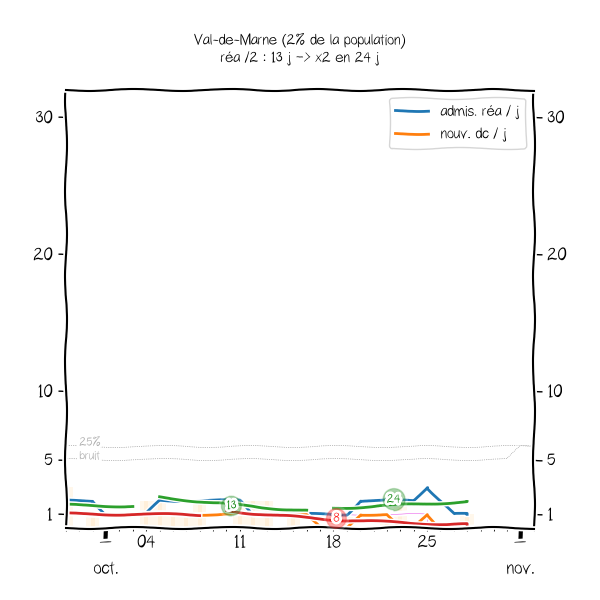 Val-de-Marne (2% de la population)
réa /2 : 13 j -> x2 en 24 j
admis. réa / j
nouv. dc / j
30 30
20 20
10 10
25%
5 bruit 5
24
13
8
1 1
1 04 11 18 25 1
oct. nov.